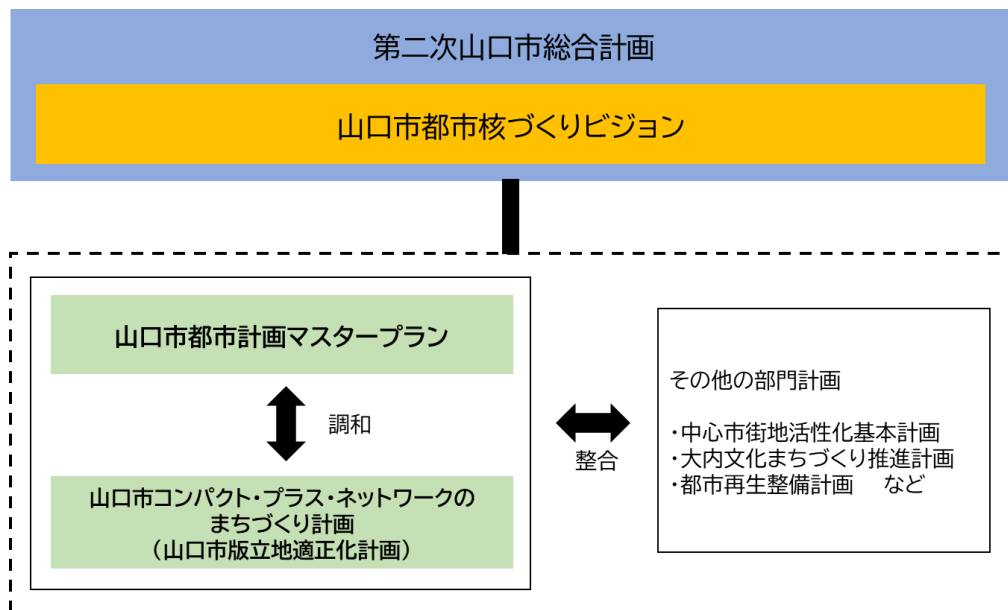 第二次山口市総合計画
山口市都市核づくりビジョン
山口市都市計画マスタープラン
調和
山口市コンパクト・プラス・ネットワークの
まちづくり計画
（山口市版立地適正化計画）
整合
その他の部門計画
・中心市街地活性化基本計画
・大内文化まちづくり推進計画
・都市再生整備計画　など